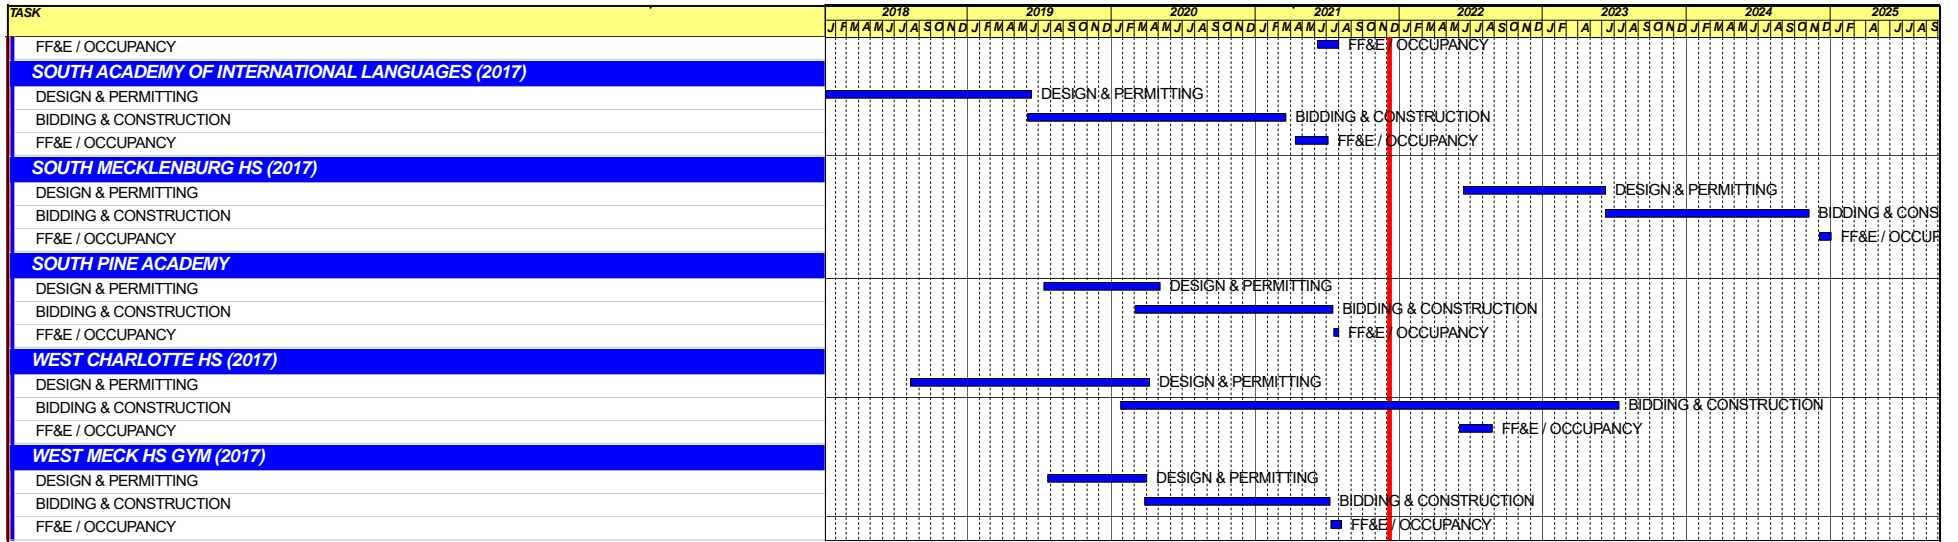 TASK 2018 2019 2020 2021 2022 2023 2024 2025
J F M A M J J A S O N D J F M A M J J A S O N D J F M A M J J A S O N D J F M A M J J A S O N D J F M A M J J A S O N D J F A J J A S O N D J F M A M J J A S O N D J F A J J A S
FF&E / OCCUPANCY FF&E / OCCUPANCY
SOUTH ACADEMY OF INTERNATIONAL LANGUAGES (2017)
DESIGN & PERMITTING DESIGN & PERMITTING
BIDDING & CONSTRUCTION BIDDING & CONSTRUCTION
FF&E / OCCUPANCY FF&E / OCCUPANCY
SOUTH MECKLENBURG HS (2017)
DESIGN & PERMITTING DESIGN & PERMITTING
BIDDING & CONSTRUCTION BIDDING & CONS
FF&E / OCCUPANCY FF&E / OCCUP
SOUTH PINE ACADEMY
DESIGN & PERMITTING DESIGN & PERMITTING
BIDDING & CONSTRUCTION BIDDING & CONSTRUCTION
FF&E / OCCUPANCY FF&E / OCCUPANCY
WEST CHARLOTTE HS (2017)
DESIGN & PERMITTING DESIGN & PERMITTING
BIDDING & CONSTRUCTION BIDDING & CONSTRUCTION
FF&E / OCCUPANCY FF&E / OCCUPANCY
WEST MECK HS GYM (2017)
DESIGN & PERMITTING DESIGN & PERMITTING
BIDDING & CONSTRUCTION BIDDING & CONSTRUCTION
FF&E / OCCUPANCY FF&E / OCCUPANCY